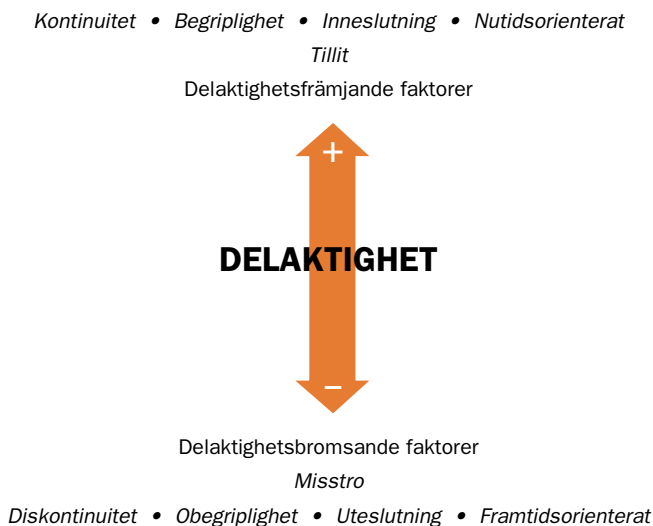 Kontinuitet • Begriplighet • Inneslutning • Nutidsorienterat
Tillit
Delaktighetsfrämjande faktorer
+
DELAKTIGHET
–
Delaktighetsbromsande faktorer
Misstro
Diskontinuitet • Obegriplighet • Uteslutning • Framtidsorienterat